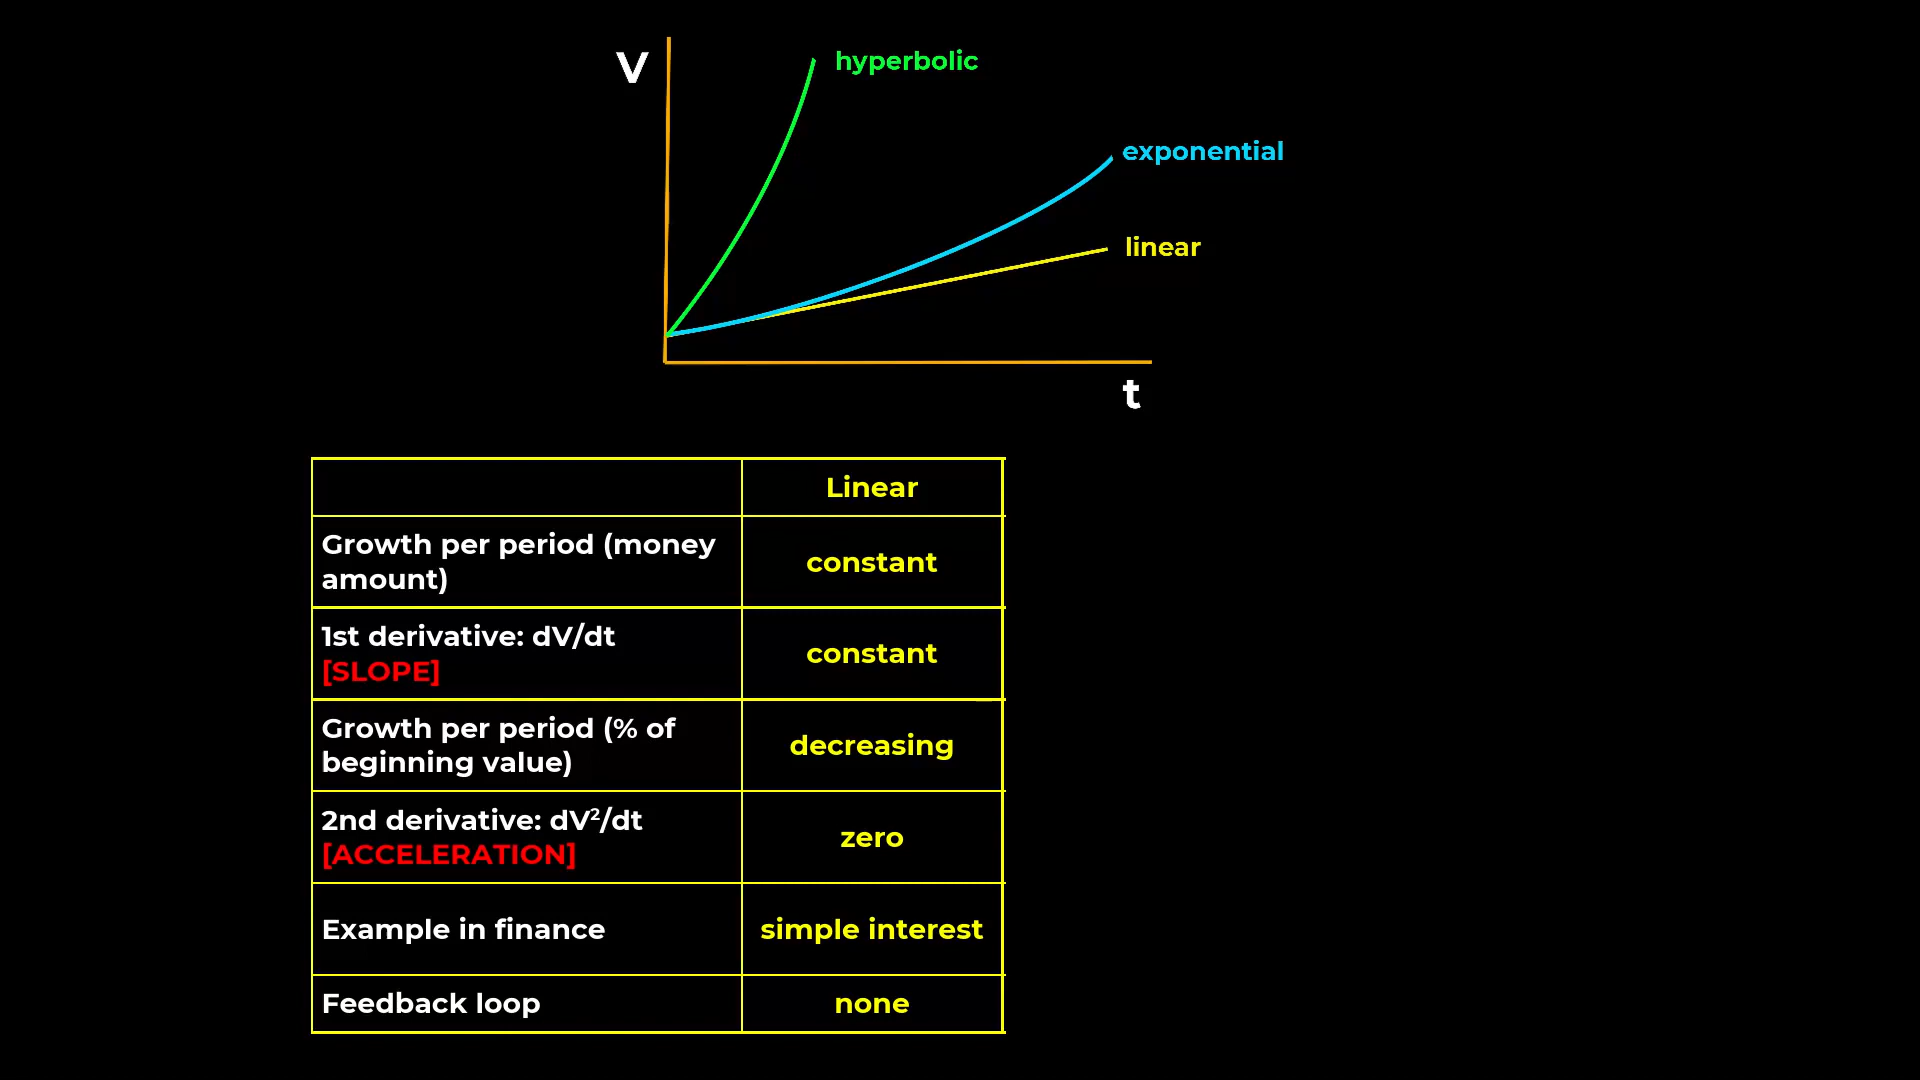 V
hyperbolic
exponential
linear
t
Linear
Growth per period (money
amount)
constant
1st derivative: dV/dt
[SLOPE]
constant
Growth per period (% of
beginning value)
decreasing
2nd derivative: dV²/dt
[ACCELERATION]
zero
Example in finance
simple interest
Feedback loop
none